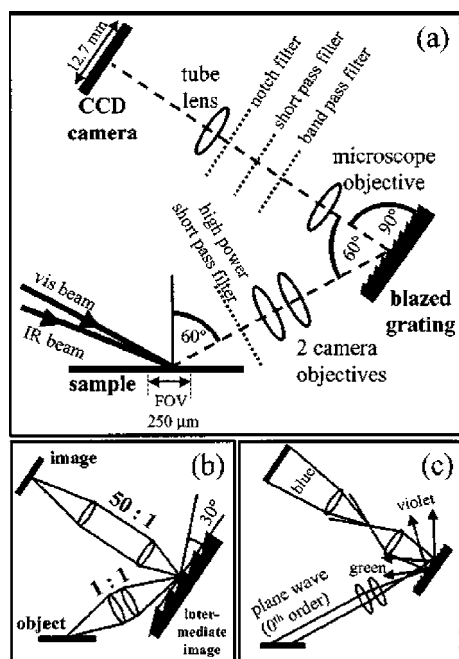 (a)
12.7 mm
CCD
camera
tube
lens
notch filter
short pass filter
band pass filter
microscope
objective
90°
60°
blazed
grating
high power
short pass filter
2 camera
objectives
vis beam
IR beam
60°
sample
FOV
250 µm
(b)
image
50 : 1
30°
1 : 1
object
Inter-
mediate
image
(c)
blue
violet
green
plane wave
(0th order)